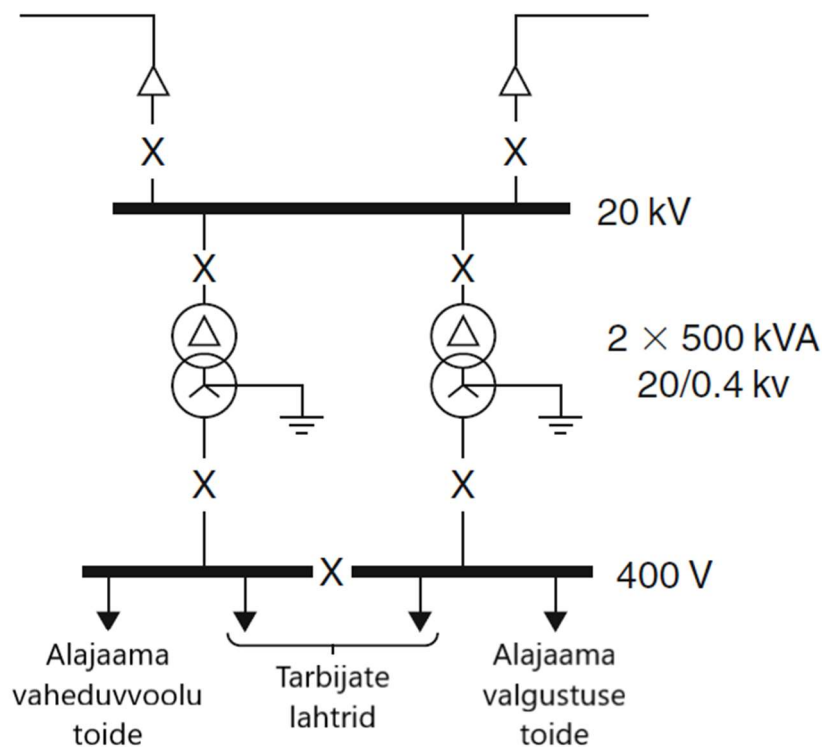 X
X
20 kV
X
X
2 × 500 kVA
20/0.4 kv
X
X
X
400 V
Alajaama
vaheduvvoolu
toide
Tarbijate
lahtrid
Alajaama
valgustuse
toide